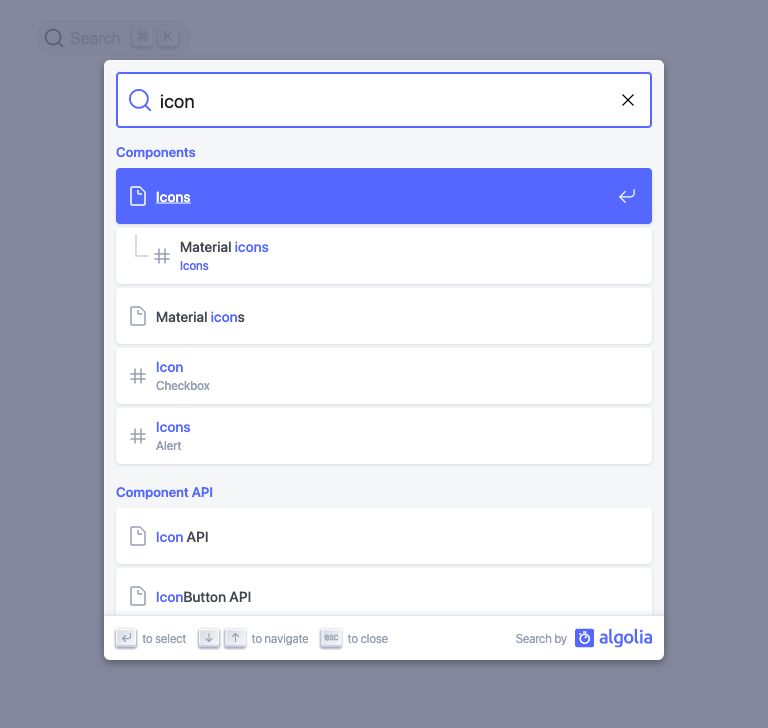 Search ⌘ K
icon
Components
Icons
Material icons
Icons
Material icons
Icon
Checkbox
Icons
Alert
Component API
Icon API
IconButton API
to select
to navigate
esc to close
Search by algolia